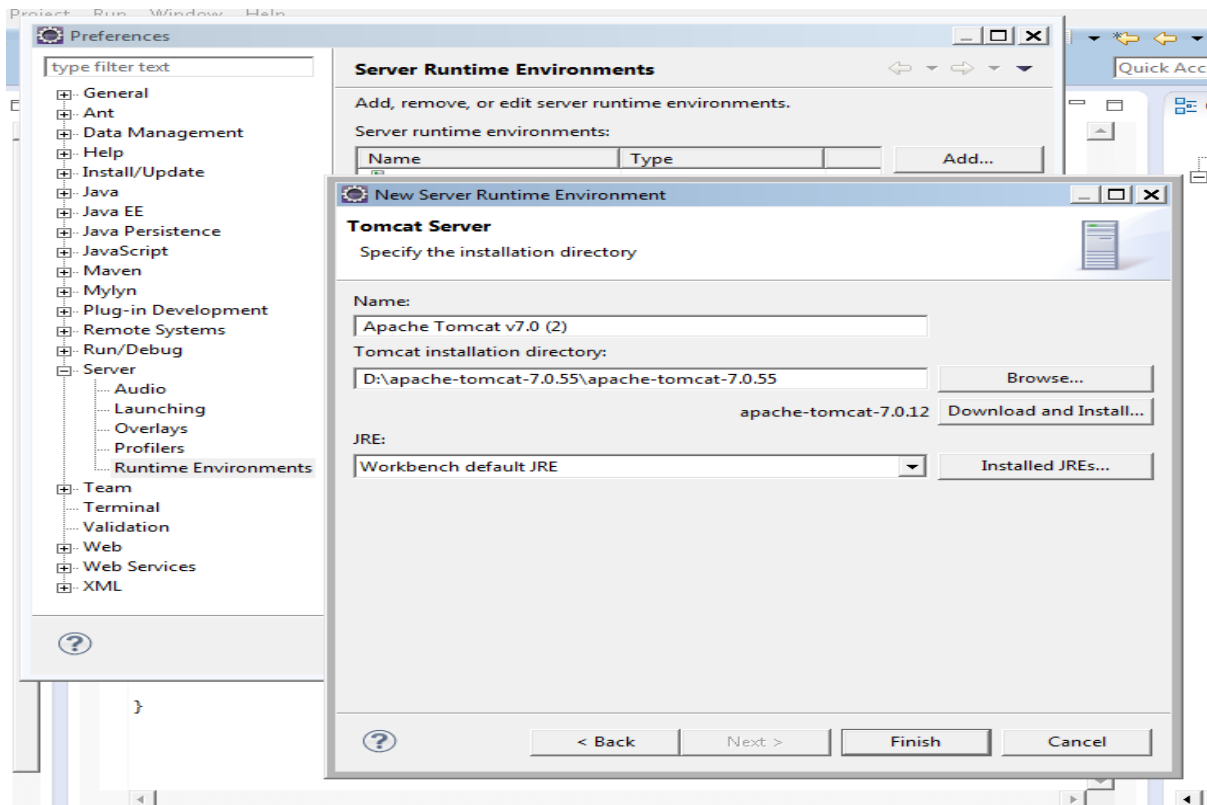 Project Run Window Help
Preferences
type filter text
General
Ant
Data Management
Help
Install/Update
Java
Java EE
Java Persistence
JavaScript
Maven
Mylyn
Plug-in Development
Remote Systems
Run/Debug
Server
Audio
Launching
Overlays
Profilers
Runtime Environments
Team
Terminal
Validation
Web
Web Services
XML
Server Runtime Environments
Add, remove, or edit server runtime environments.
Server runtime environments:
Name Type
Add...
Quick Acc
New Server Runtime Environment
Tomcat Server
Specify the installation directory
Name:
Apache Tomcat v7.0 (2)
Tomcat installation directory:
D:\apache-tomcat-7.0.55\apache-tomcat-7.0.55
Browse...
apache-tomcat-7.0.12
Download and Install...
JRE:
Workbench default JRE
Installed JREs...
}
< Back
Next >
Finish
Cancel